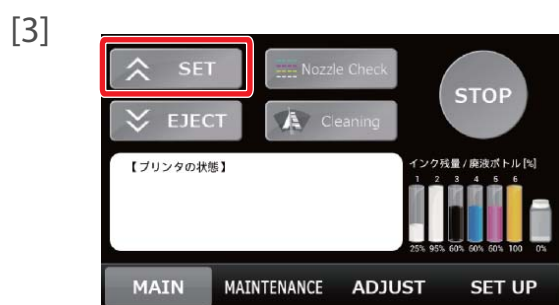 [3]
SET
Nozzle Check
STOP
EJECT
Cleaning
【プリンタの状態】
インク残量/廃液ボトル[%]
1 2 3 4 5 6
25% 95% 60% 60% 60% 100 0%
MAIN MAINTENANCE ADJUST SET UP